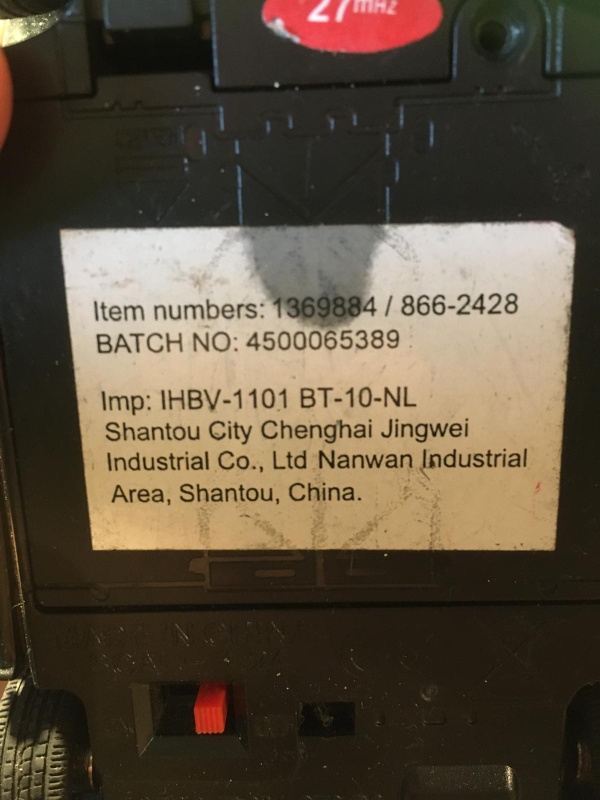 27MHz
Item numbers: 1369884 / 866-2428
BATCH NO: 4500065389
Imp: IHBV-1101 BT-10-NL
Shantou City Chenghai Jingwei
Industrial Co., Ltd Nanwan Industrial
Area, Shantou, China.